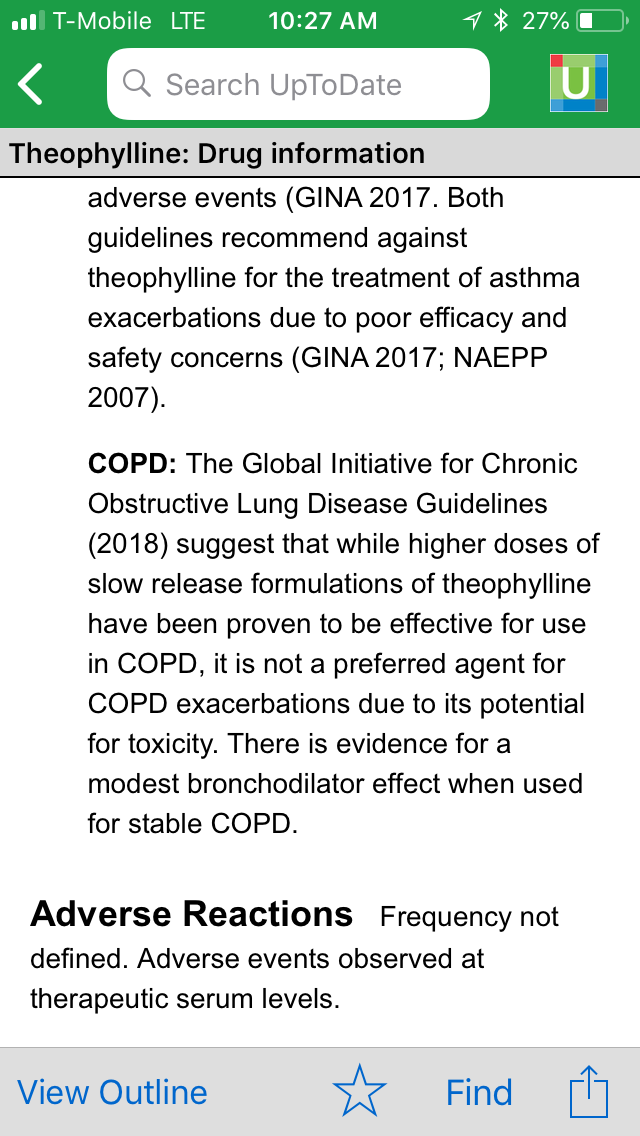 T-Mobile LTE 10:27 AM 27%
Search UpToDate U
Theophylline: Drug information
adverse events (GINA 2017. Both
guidelines recommend against
theophylline for the treatment of asthma
exacerbations due to poor efficacy and
safety concerns (GINA 2017; NAEPP
2007).
COPD: The Global Initiative for Chronic
Obstructive Lung Disease Guidelines
(2018) suggest that while higher doses of
slow release formulations of theophylline
have been proven to be effective for use
in COPD, it is not a preferred agent for
COPD exacerbations due to its potential
for toxicity. There is evidence for a
modest bronchodilator effect when used
for stable COPD.
Adverse Reactions Frequency not
defined. Adverse events observed at
therapeutic serum levels.
View Outline Find